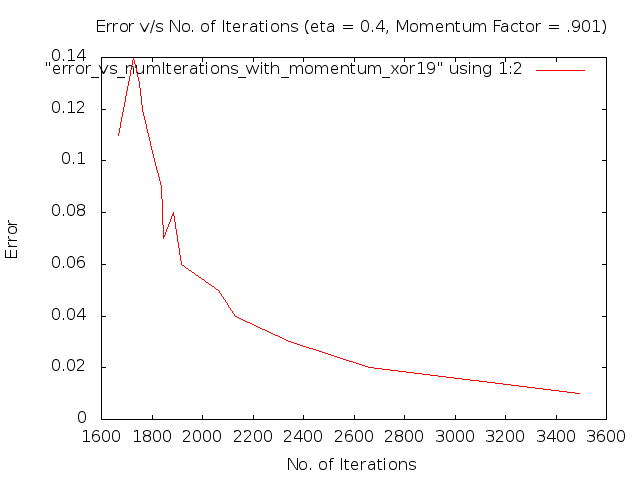 Error v/s No. of Iterations (eta = 0.4, Momentum Factor = .901)
"error_vs_numIterations_with_momentum_xor19" using 1:2
0.14
0.12
0.1
0.08
0.06
0.04
0.02
0
Error
1600 1800 2000 2200 2400 2600 2800 3000 3200 3400 3600
No. of Iterations